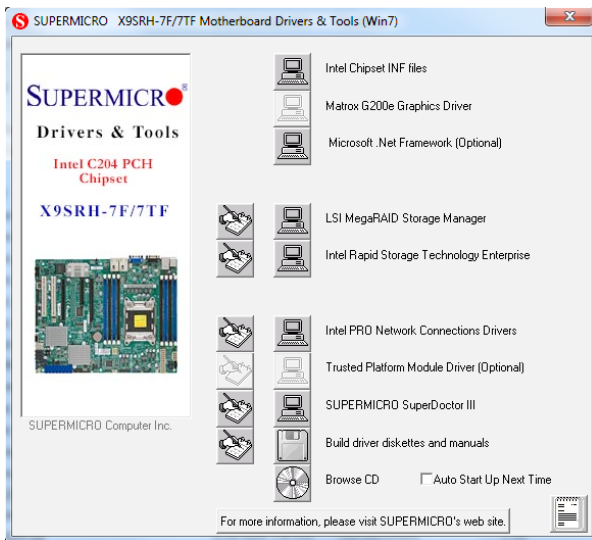 SUPERMICRO X9SRH-7F/7TF Motherboard Drivers & Tools (Win7)
SUPERMICRO
Drivers & Tools
Intel C204 PCH
Chipset
X9SRH-7F/7TF
SUPERMICRO Computer Inc.
Intel Chipset INF files
Matrox G200e Graphics Driver
Microsoft .Net Framework (Optional)
LSI MegaRAID Storage Manager
Intel Rapid Storage Technology Enterprise
Intel PRO Network Connections Drivers
Trusted Platform Module Driver (Optional)
SUPERMICRO SuperDoctor III
Build driver diskettes and manuals
Browse CD Auto Start Up Next Time
For more information, please visit SUPERMICRO's web site.